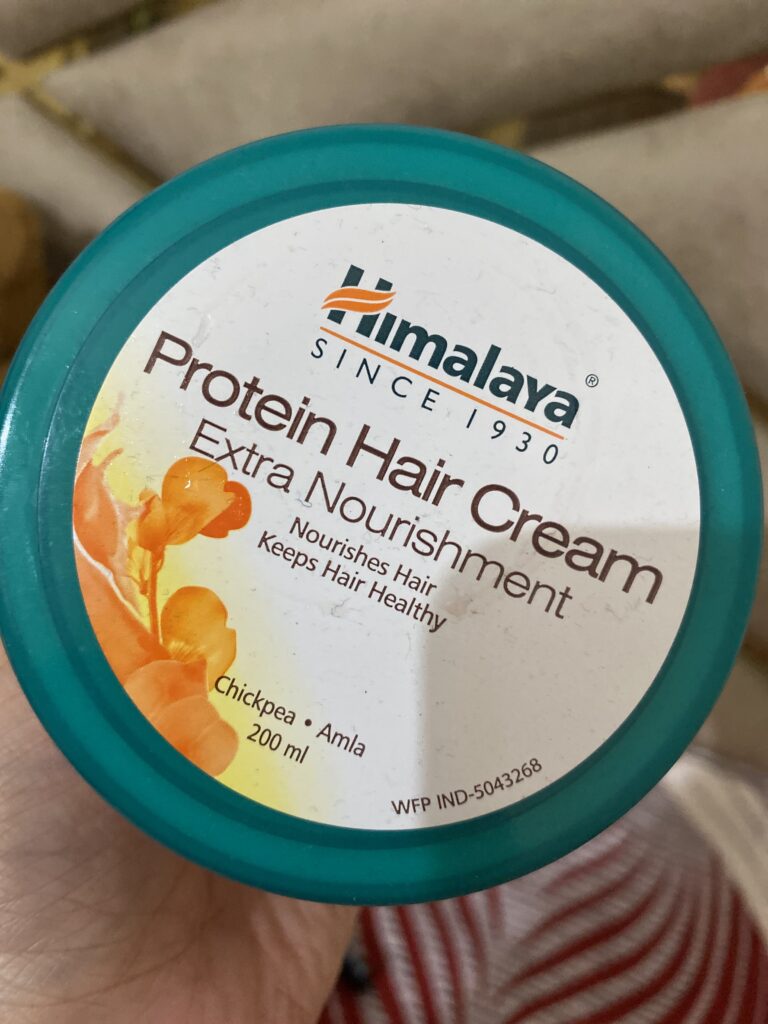 Himalaya®
SINCE 1930
Protein Hair Cream
Extra Nourishment
Nourishes Hair
Keeps Hair Healthy
Chickpea • Amla
200 ml
WFP IND-5043268